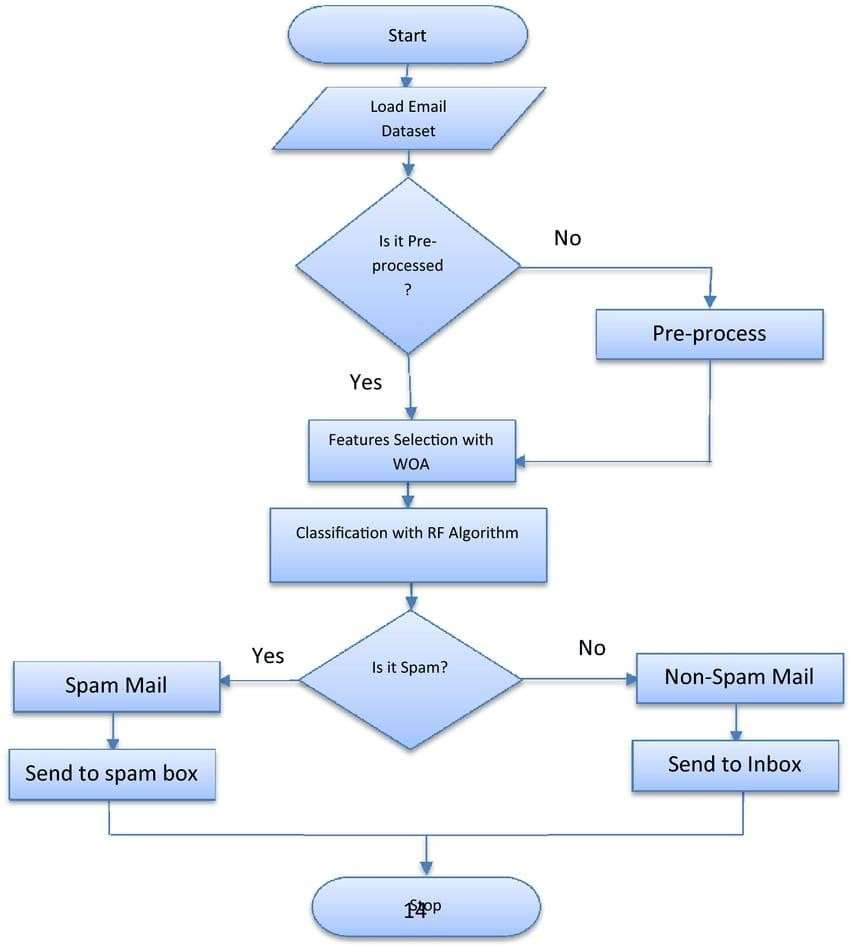 Start
Load Email
Dataset
Is it Pre-
processed
?
No
Pre-process
Yes
Features Selection with
WOA
Classification with RF Algorithm
Is it Spam?
Yes
No
Spam Mail
Non-Spam Mail
Send to spam box
Send to Inbox
Stop
14